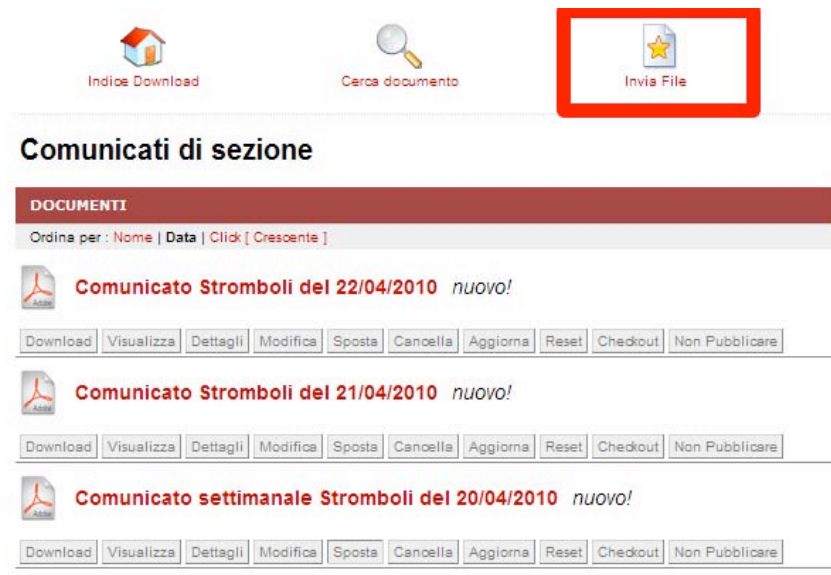 Indice Download Cerca documento Invia File
Comunicati di sezione
DOCUMENTI
Ordina per : Nome | Data | Click [ Crescente ]
Adobe Comunicato Stromboli del 22/04/2010 nuovo!
Download Visualizza Dettagli Modifica Sposta Cancella Aggiorna Reset Checkout Non Pubblicare
Adobe Comunicato Stromboli del 21/04/2010 nuovo!
Download Visualizza Dettagli Modifica Sposta Cancella Aggiorna Reset Checkout Non Pubblicare
Adobe Comunicato settimanale Stromboli del 20/04/2010 nuovo!
Download Visualizza Dettagli Modifica Sposta Cancella Aggiorna Reset Checkout Non Pubblicare